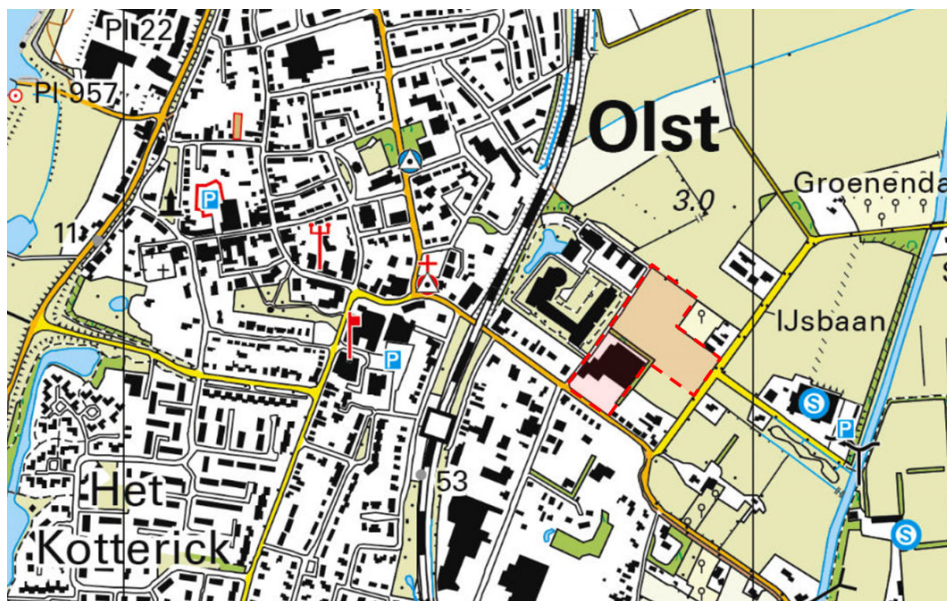 Pl 22
Pl 957
Olst
Groenenda
P
3.0
11
IJsbaan
P
S
P
53
Het
Kotterick
S